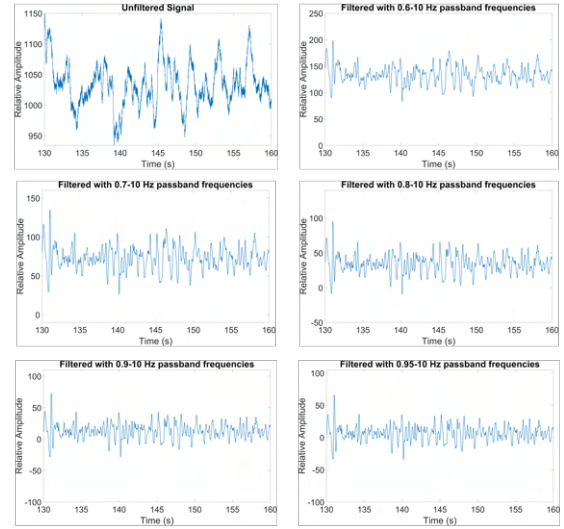 Unfiltered Signal
Relative Amplitude
1150
1100
1050
1000
950
130 135 140 145 150 155 160
Time (s)
Filtered with 0.6-10 Hz passband frequencies
Relative Amplitude
250
200
150
100
50
0
130 135 140 145 150 155 160
Time (s)
Filtered with 0.7-10 Hz passband frequencies
Relative Amplitude
150
100
50
0
130 135 140 145 150 155 160
Time (s)
Filtered with 0.8-10 Hz passband frequencies
Relative Amplitude
100
50
0
-50
130 135 140 145 150 155 160
Time (s)
Filtered with 0.9-10 Hz passband frequencies
Relative Amplitude
100
50
0
-50
-100
130 135 140 145 150 155 160
Time (s)
Filtered with 0.95-10 Hz passband frequencies
Relative Amplitude
100
50
0
-50
-100
130 135 140 145 150 155 160
Time (s)